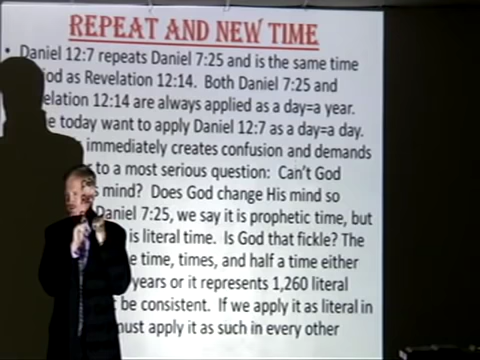 REPEAT AND NEW TIME
• Daniel 12:7 repeats Daniel 7:25 and is the same time
as Revelation 12:14. Both Daniel 7:25 and
12:14 are always applied as a day=a year.
today want to apply Daniel 12:7 as a day=a day.
immediately creates confusion and demands
to a most serious question: Can't God
mind? Does God change His mind so
Daniel 7:25, we say it is prophetic time, but
is literal time. Is God that fickle? The
time, times, and half a time either
years or it represents 1,260 literal
be consistent. If we apply it as literal in
must apply it as such in every other